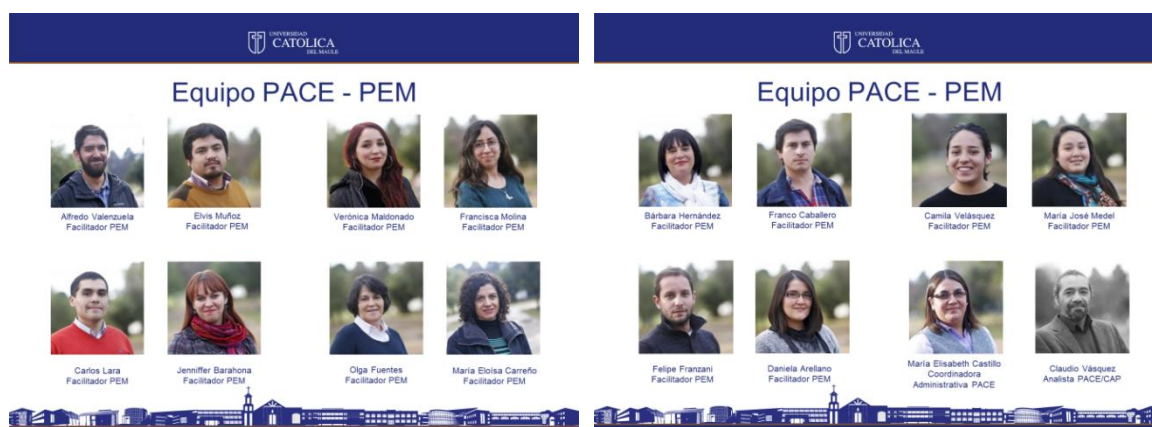 UNIVERSIDAD
CATOLICA
DEL MAULE
Equipo PACE - PEM
Alfredo Valenzuela
Facilitador PEM
Elvis Muñoz
Facilitador PEM
Verónica Maldonado
Facilitador PEM
Francisca Molina
Facilitador PEM
Carlos Lara
Facilitador PEM
Jenniffer Barahona
Facilitador PEM
Olga Fuentes
Facilitador PEM
María Eloísa Carreño
Facilitador PEM
UNIVERSIDAD
CATOLICA
DEL MAULE
Equipo PACE - PEM
Bárbara Hernández
Facilitador PEM
Franco Caballero
Facilitador PEM
Camila Velásquez
Facilitador PEM
María José Medel
Facilitador PEM
Felipe Franzani
Facilitador PEM
Daniela Arellano
Facilitador PEM
María Elisabeth Castillo
Coordinadora
Administrativa PACE
Claudio Vásquez
Analista PACE/CAP